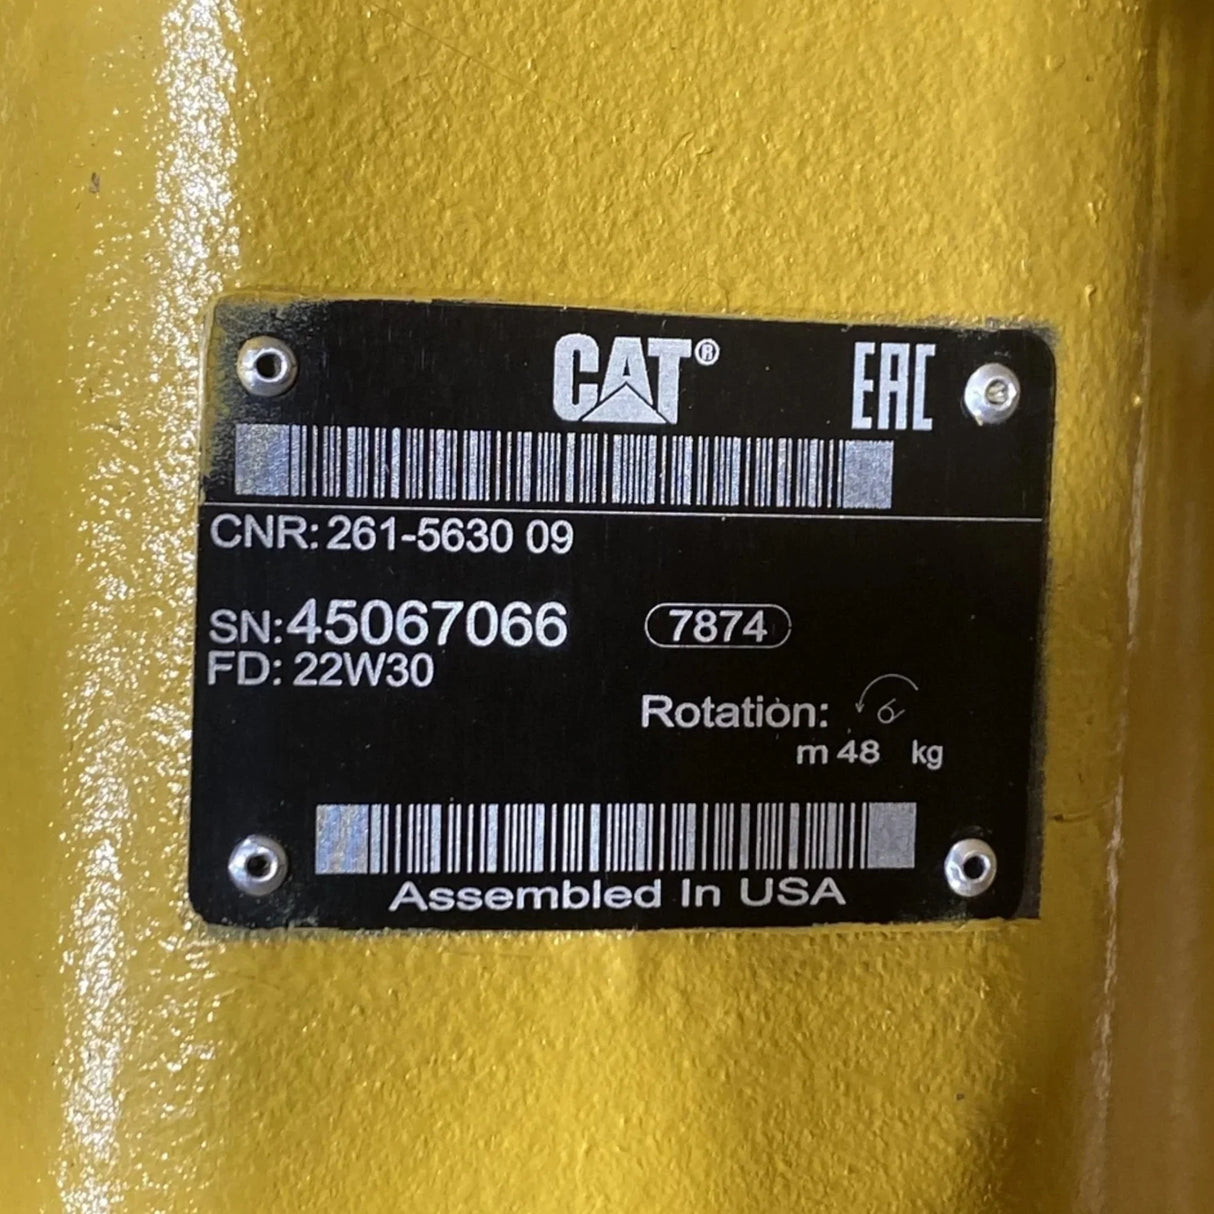 CAT® EAC
CNR: 261-5630 09
SN:45067066 7874
FD: 22W30
Rotation:
m 48 kg
Assembled In USA